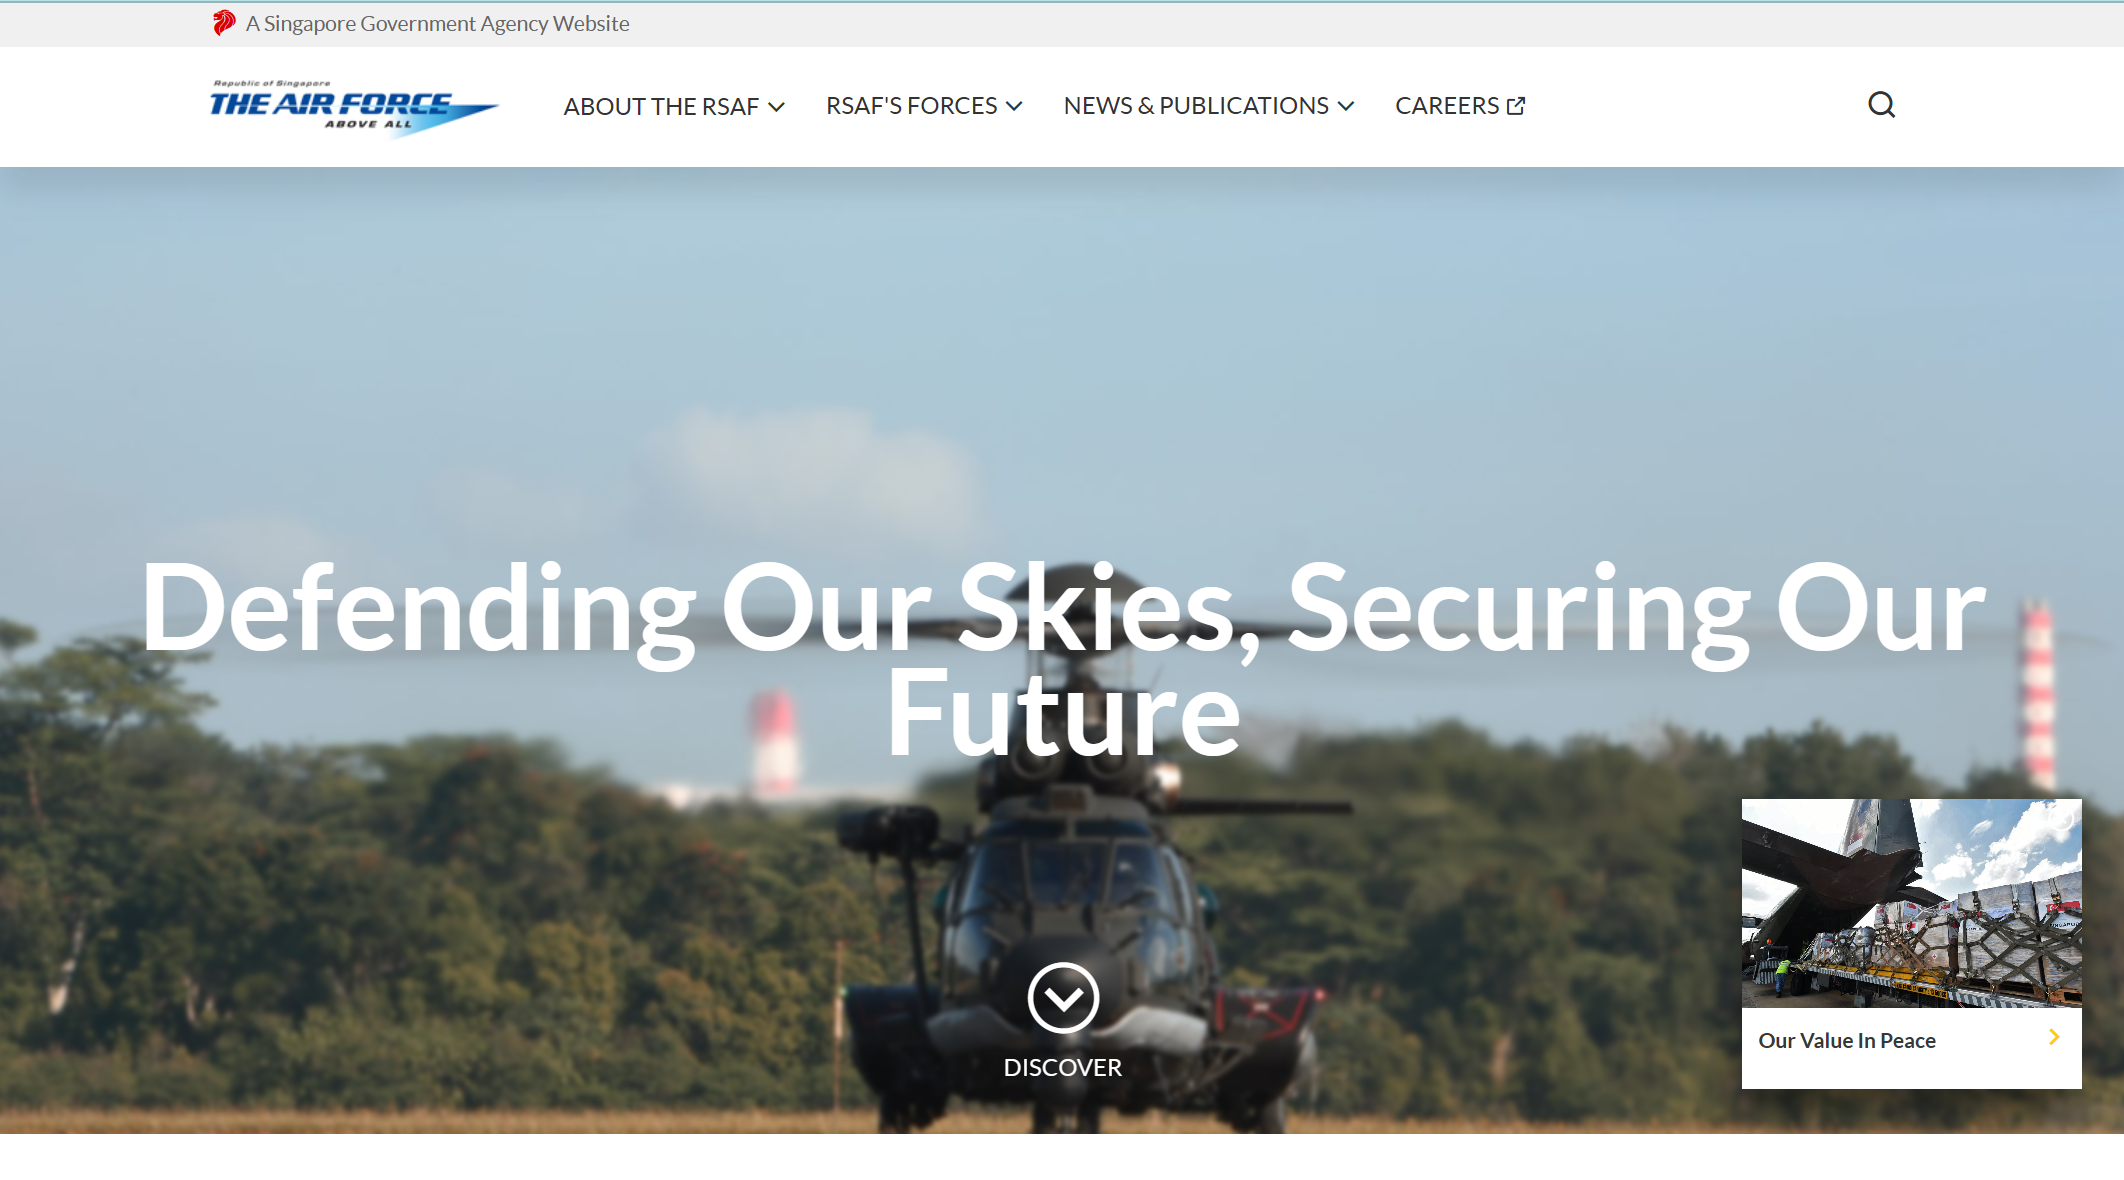 A Singapore Government Agency Website
Republic of Singapore
THE AIR FORCE
ABOVE ALL
ABOUT THE RSAF
RSAF'S FORCES
NEWS & PUBLICATIONS
CAREERS
Defending Our Skies, Securing Our
Future
DISCOVER
Our Value In Peace